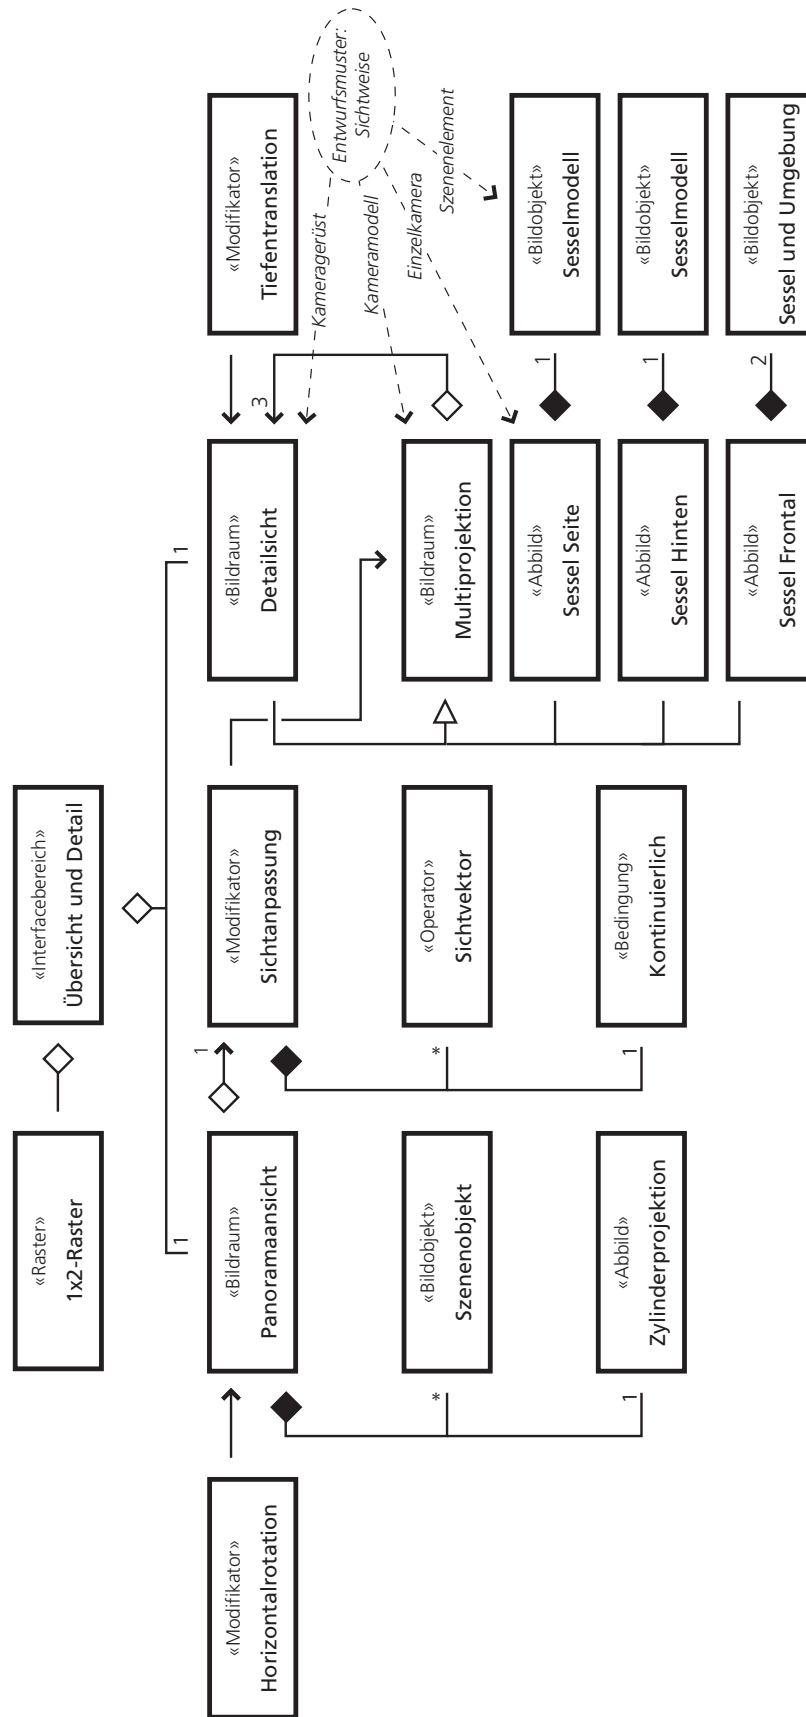 «Raster»
1x2-Raster
«Interfacebereich»
Übersicht und Detail
1
1
«Modifikator»
Horizontalrotation
«Bildraum»
Panoramaansicht
1
«Modifikator»
Sichtanpassung
«Bildraum»
Detailsicht
3
«Modifikator»
Tiefentranslation
Entwurfsmuster:
Sichtweise
Kameragerüst
Kameramodell
Einzelkamera
Szenenelement
*
«Bildobjekt»
Szenenobjekt
*
«Operator»
Sichtvektor
«Bildraum»
Multiprojektion
«Abbild»
Sessel Seite
1
«Bildobjekt»
Sesselmodell
1
«Abbild»
Zylinderprojektion
1
«Bedingung»
Kontinuierlich
«Abbild»
Sessel Hinten
1
«Bildobjekt»
Sesselmodell
«Abbild»
Sessel Frontal
2
«Bildobjekt»
Sessel und Umgebung